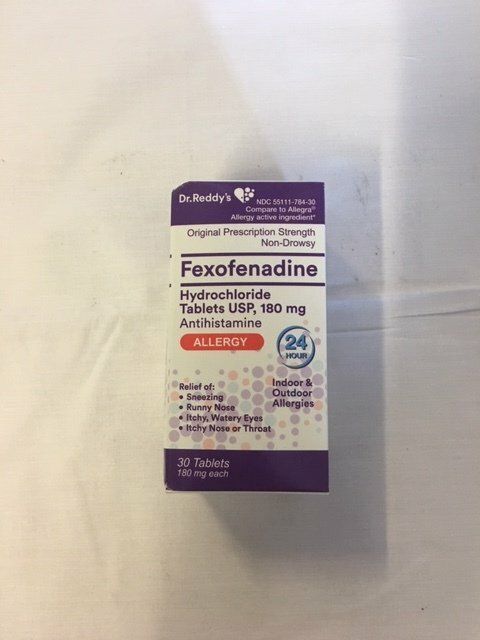 Dr.Reddy's
NDC 55111-784-30
Compare to Allegra®
Allergy active ingredient*
Original Prescription Strength
Non-Drowsy
Fexofenadine
Hydrochloride
Tablets USP, 180 mg
Antihistamine
ALLERGY
24
HOUR
Indoor &
Outdoor
Allergies
Relief of:
• Sneezing
• Runny Nose
• Itchy, Watery Eyes
• Itchy Nose or Throat
30 Tablets
180 mg each